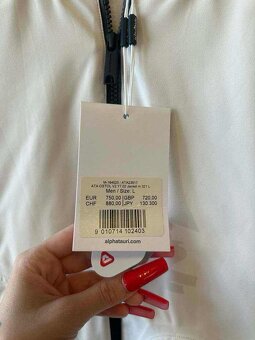 Men / Size: L
EUR 750,00 GBP 720,00
CHF 880,00 JPY 130 300
9 010714 102403
alphatauri.com